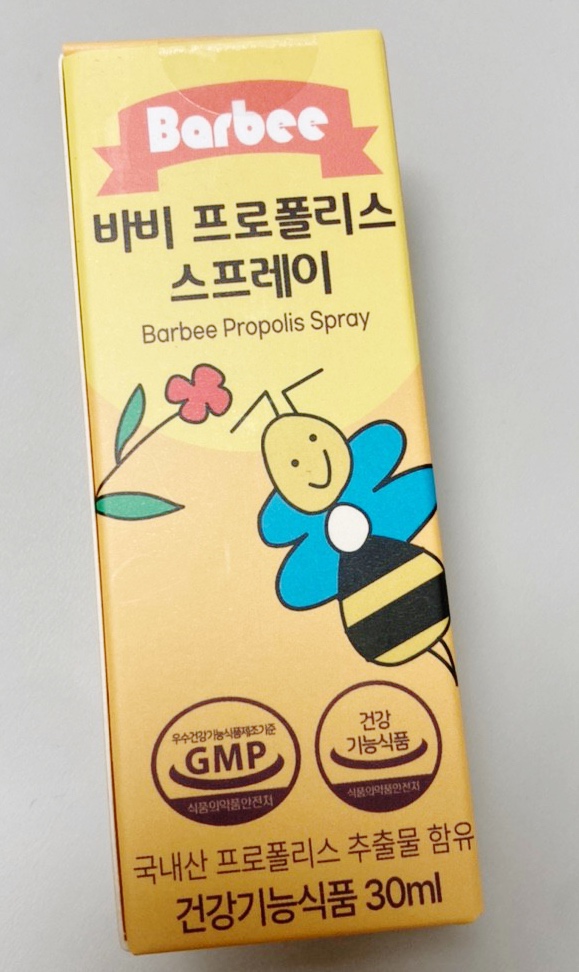 Barbee
바비 프로폴리스
스프레이
Barbee Propolis Spray
우수건강기능식품제조기준
GMP
식품의약품안전처
건강
기능식품
식품의약품안전처
국내산 프로폴리스 추출물 함유
건강기능식품 30ml